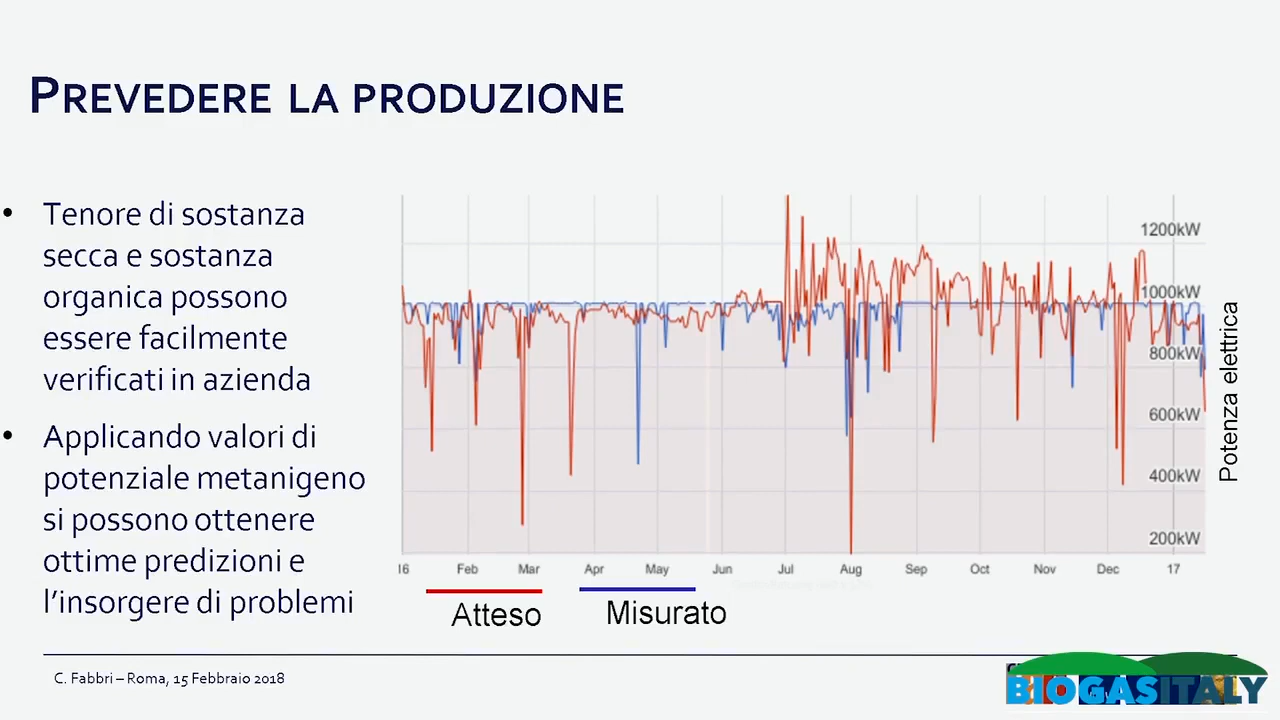 PREVEDERE LA PRODUZIONE
• Tenore di sostanza
secca e sostanza
organica possono
essere facilmente
verificati in azienda
• Applicando valori di
potenziale metanigeno
si possono ottenere
ottime predizioni e
l'insorgere di problemi
1200kW
1000kW
800kW
600kW
400kW
200kW
Potenza elettrica
16 Feb Mar Apr May Jun Jul Aug Sep Oct Nov Dec 17
Atteso Misurato
C. Fabbri – Roma, 15 Febbraio 2018
BIOGASITALY